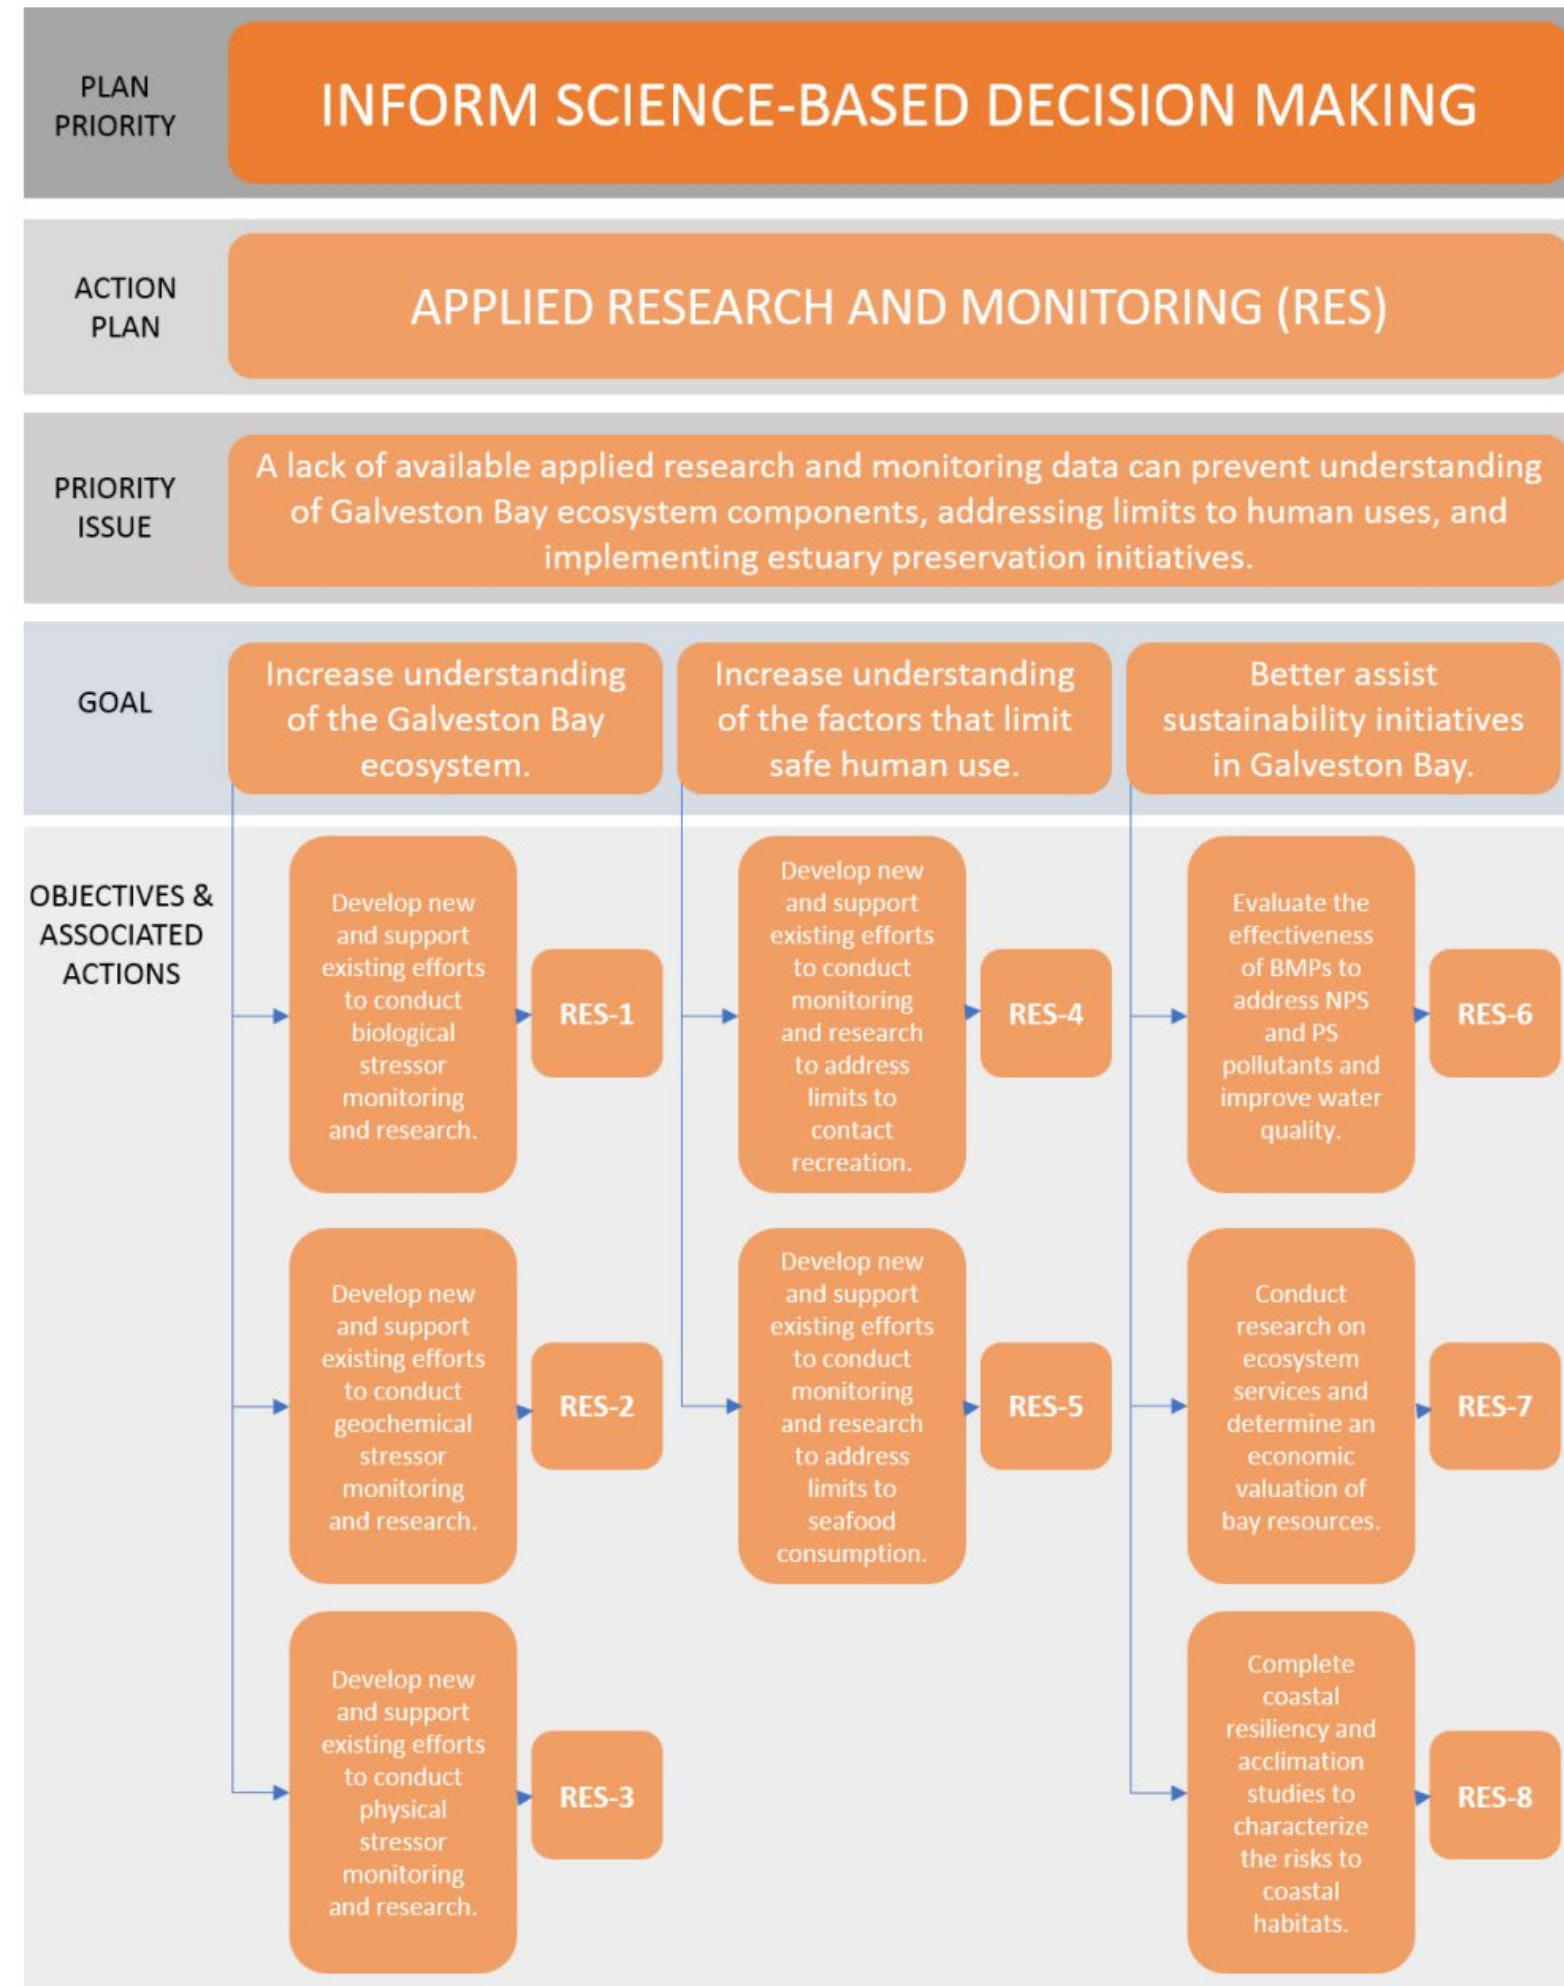 PLAN
PRIORITY
INFORM SCIENCE-BASED DECISION MAKING
ACTION
PLAN
APPLIED RESEARCH AND MONITORING (RES)
PRIORITY
ISSUE
A lack of available applied research and monitoring data can prevent understanding
of Galveston Bay ecosystem components, addressing limits to human uses, and
implementing estuary preservation initiatives.
GOAL
Increase understanding
of the Galveston Bay
ecosystem.
Increase understanding
of the factors that limit
safe human use.
Better assist
sustainability initiatives
in Galveston Bay.
OBJECTIVES &
ASSOCIATED
ACTIONS
Develop new
and support
existing efforts
to conduct
biological
stressor
monitoring
and research.
RES-1
Develop new
and support
existing efforts
to conduct
geochemical
stressor
monitoring
and research.
RES-2
Develop new
and support
existing efforts
to conduct
physical
stressor
monitoring
and research.
RES-3
Develop new
and support
existing efforts
to conduct
monitoring
and research
to address
limits to
contact
recreation.
RES-4
Develop new
and support
existing efforts
to conduct
monitoring
and research
to address
limits to
seafood
consumption.
RES-5
Evaluate the
effectiveness
of BMPs to
address NPS
and PS
pollutants and
improve water
quality.
RES-6
Conduct
research on
ecosystem
services and
determine an
economic
valuation of
bay resources.
RES-7
Complete
coastal
resiliency and
acclimation
studies to
characterize
the risks to
coastal
habitats.
RES-8